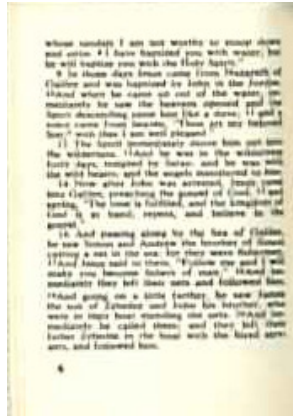 whose sandals I am not worthy to stoop down
and untie. 8 I have baptized you with water; but
he will baptize you with the Holy Spirit."
9 In those days Jesus came from Nazareth of
Galilee and was baptized by John in the Jordan.
10 And when he came up out of the water, im-
mediately he saw the heavens opened and the
Spirit descending upon him like a dove; 11 and a
voice came from heaven, "Thou art my beloved
Son; with thee I am well pleased."
12 The Spirit immediately drove him out into
the wilderness. 13 And he was in the wilderness
forty days, tempted by Satan; and he was with
the wild beasts; and the angels ministered to him.
14 Now after John was arrested, Jesus came
into Galilee, preaching the gospel of God, 15 and
saying, "The time is fulfilled, and the kingdom of
God is at hand; repent, and believe in the
gospel."
16 And passing along by the Sea of Galilee,
he saw Simon and Andrew the brother of Simon
casting a net in the sea; for they were fishermen.
17 And Jesus said to them, "Follow me and I will
make you become fishers of men." 18 And im-
mediately they left their nets and followed him.
19 And going on a little farther, he saw James
the son of Zebedee and John his brother, who
were in their boat mending the nets. 20 And im-
mediately he called them; and they left their
father Zebedee in the boat with the hired serv-
ants, and followed him.